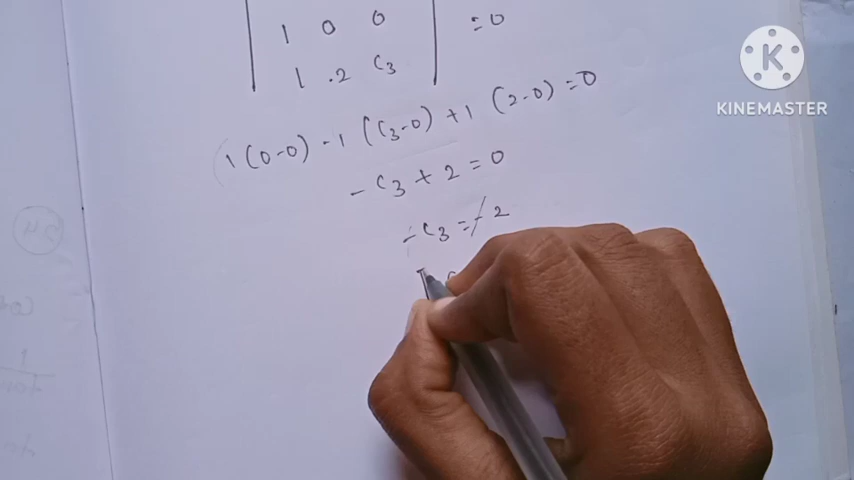 1 0 0 = 0
1 .2 C3
1 (0-0) -1 (C3-0) +1 (2-0) = 0
- C3 + 2 = 0
- C3 = - 2
K
KINEMASTER